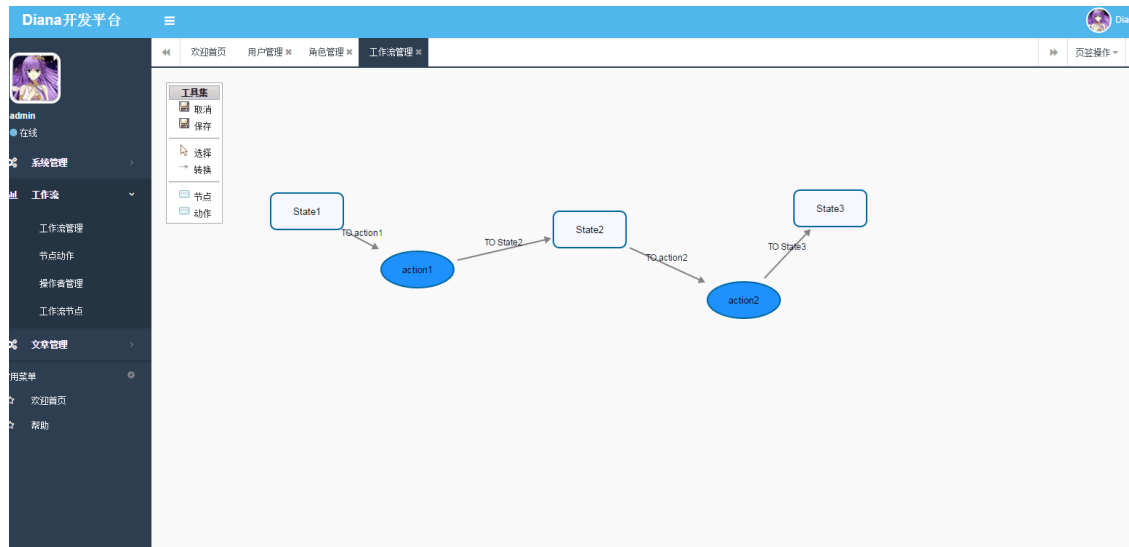 Diana开发平台
Dia
欢迎首页
用户管理
角色管理
工作流管理
页签操作
admin
在线
系统管理
工作流
工作流管理
节点动作
操作者管理
工作流节点
文章管理
用菜单
欢迎首页
帮助
工具集
取消
保存
选择
转换
节点
动作
State1
TO action1
action1
TO State2
State2
TO action2
action2
TO State3
State3